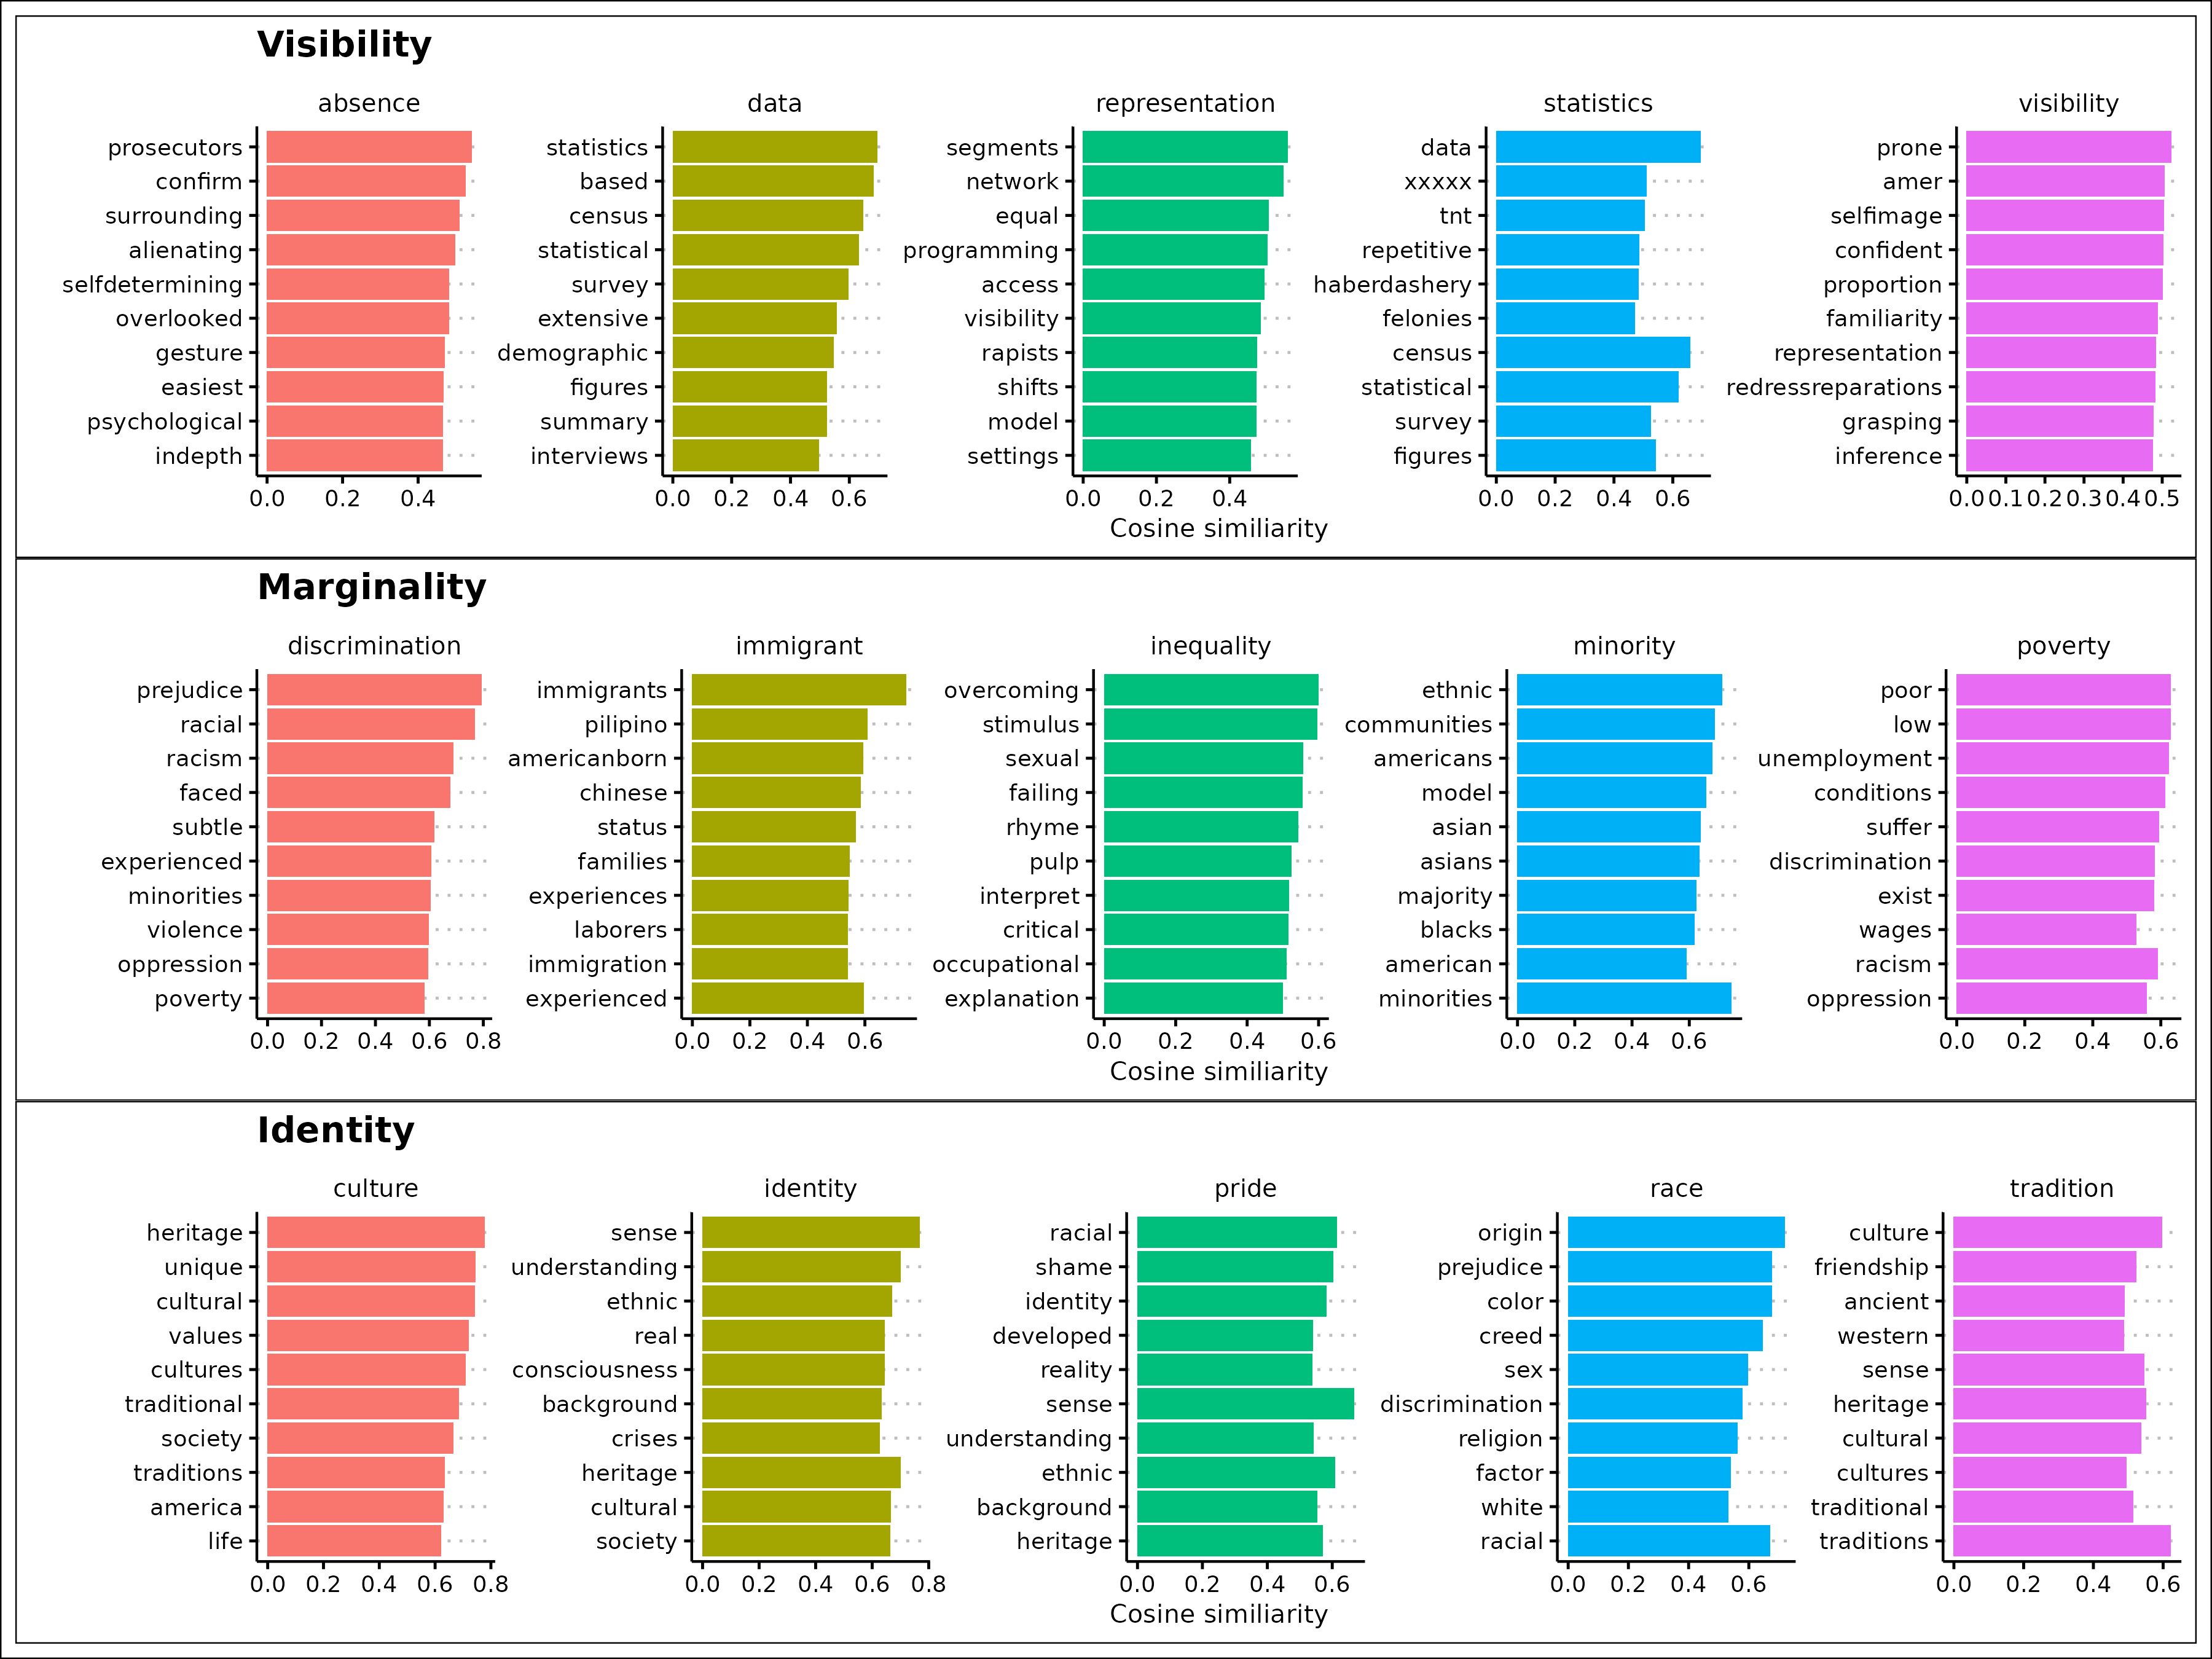 Visibility
absence data representation statistics visibility
prosecutors statistics segments data prone
confirm based network xxxxx amer
surrounding census equal tnt selfimage
alienating statistical programming repetitive confident
selfdetermining survey access haberdashery proportion
overlooked extensive visibility felonies familiarity
gesture demographic rapists census representation
easiest figures shifts statistical redressreparations
psychological summary model survey grasping
indepth interviews settings figures inference
0.0 0.2 0.4 0.0 0.2 0.4 0.6 0.0 0.2 0.4 0.0 0.2 0.4 0.6 0.0 0.1 0.2 0.3 0.4 0.5
Cosine similiarity
Marginality
discrimination immigrant inequality minority poverty
prejudice immigrants overcoming ethnic poor
racial pilipino stimulus communities low
racism americanborn sexual americans unemployment
faced chinese failing model conditions
subtle status rhyme asian suffer
experienced families pulp asians discrimination
minorities experiences interpret majority exist
violence laborers critical blacks wages
oppression immigration occupational american racism
poverty experienced explanation minorities oppression
0.0 0.2 0.4 0.6 0.8 0.0 0.2 0.4 0.6 0.0 0.2 0.4 0.6 0.0 0.2 0.4 0.6 0.0 0.2 0.4 0.6
Cosine similiarity
Identity
culture identity pride race tradition
heritage sense racial origin culture
unique understanding shame prejudice friendship
cultural ethnic identity color ancient
values real developed creed western
cultures consciousness reality sex sense
traditional background sense discrimination heritage
society crises understanding religion cultural
traditions heritage ethnic factor cultures
america cultural background white traditional
life society heritage racial traditions
0.0 0.2 0.4 0.6 0.8 0.0 0.2 0.4 0.6 0.8 0.0 0.2 0.4 0.6 0.0 0.2 0.4 0.6 0.0 0.2 0.4 0.6
Cosine similiarity